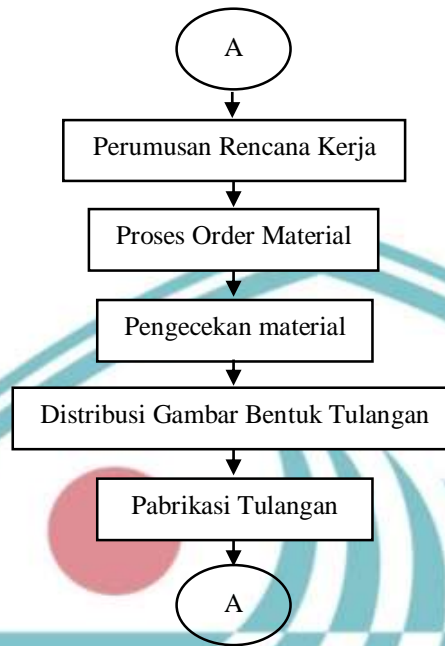 A
Perumusan Rencana Kerja
Proses Order Material
Pengecekan material
Distribusi Gambar Bentuk Tulangan
Pabrikasi Tulangan
A